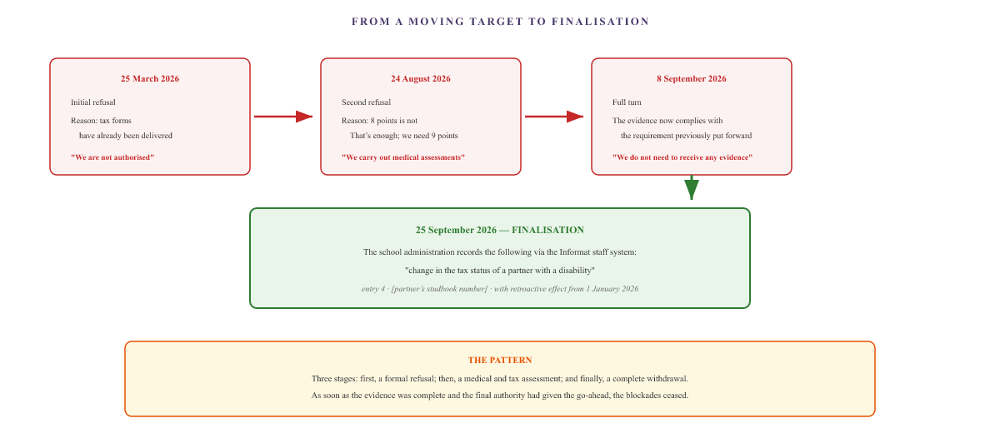 FROM A MOVING TARGET TO FINALISATION
25 March 2026
Initial refusal
Reason: tax forms
have already been delivered
"We are not authorised"
24 August 2026
Second refusal
Reason: 8 points is not
That's enough; we need 9 points
"We carry out medical assessments"
8 September 2026
Full turn
The evidence now complies with
the requirement previously put forward
"We do not need to receive any evidence"
25 September 2026 — FINALISATION
The school administration records the following via the Informat staff system:
"change in the tax status of a partner with a disability"
entry 4 · [partner's studbook number] · with retroactive effect from 1 January 2026
THE PATTERN
Three stages: first, a formal refusal; then, a medical and tax assessment; and finally, a complete withdrawal.
As soon as the evidence was complete and the final authority had given the go-ahead, the blockades ceased.